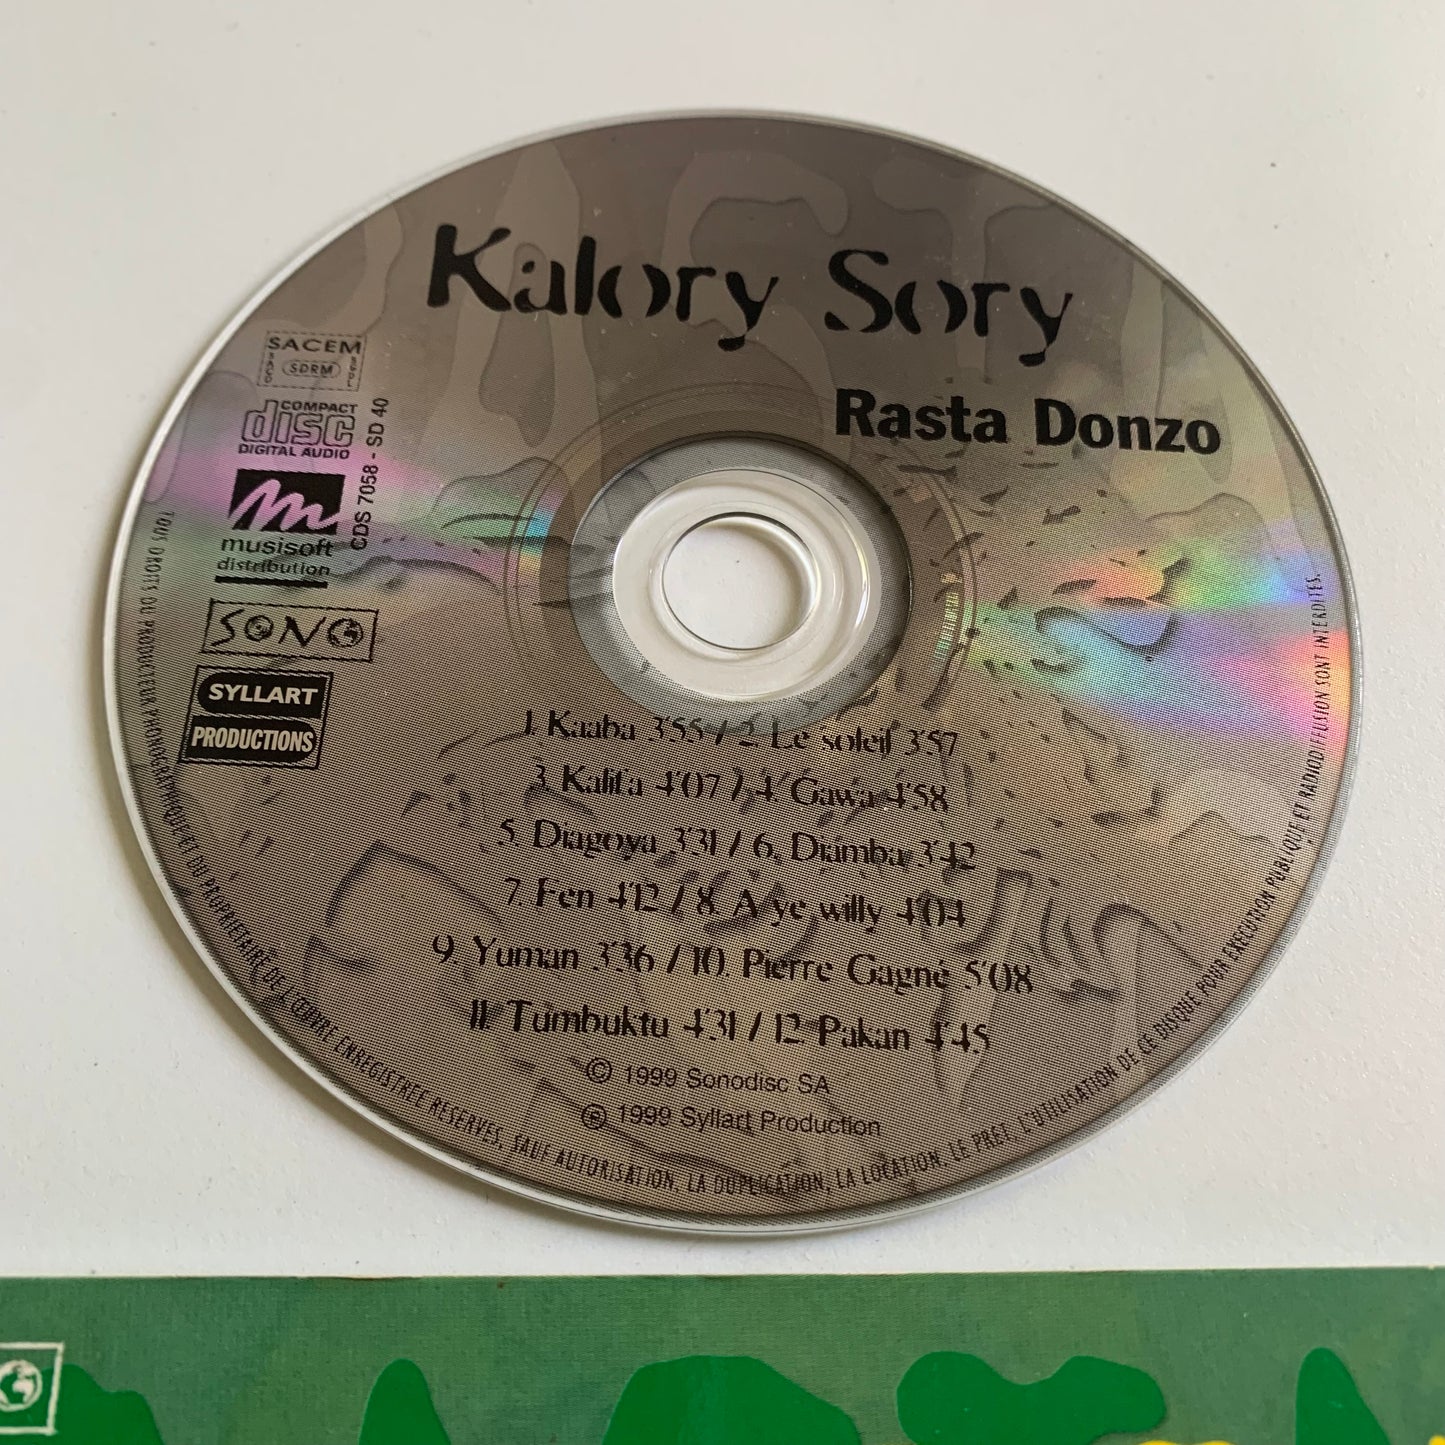 Kalory Sory
Rasta Donzo
SACEM
SACD SDRM SGDL
COMPACT
disc
DIGITAL AUDIO
CDS 7058 - SD 40
m
musisoft
distribution
SONO
SYLLART
PRODUCTIONS
1. Kaaba 3'55 / 2. Le soleil 3'57
3. Kalifa 4'07 / 4. Gawa 4'58
5. Diagoya 3'31 / 6. Diamba 3'42
7. Fen 4'12 / 8. A ye willy 4'04
9. Yuman 3'36 / 10. Pierre Gagné 5'08
11. Tumbuktu 4'31 / 12. Pakan 4'45
© 1999 Sonodisc SA
℗ 1999 Syllart Production
TOUS DROITS DU PRODUCTEUR PHONOGRAPHIQUE ET DU PROPRIETAIRE DE L'ŒUVRE ENREGISTREE RESERVES. SAUF AUTORISATION, LA DUPLICATION, LA LOCATION, LE PRET, L'UTILISATION DE CE DISQUE POUR EXECUTION PUBLIQUE ET RADIODIFFUSION SONT INTERDITES.